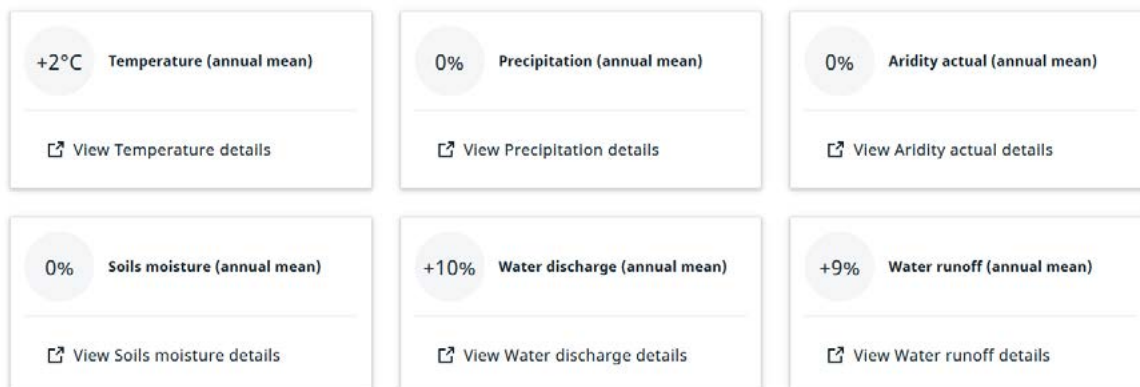 +2°C Temperature (annual mean)
View Temperature details
0% Precipitation (annual mean)
View Precipitation details
0% Aridity actual (annual mean)
View Aridity actual details
0% Soils moisture (annual mean)
View Soils moisture details
+10% Water discharge (annual mean)
View Water discharge details
+9% Water runoff (annual mean)
View Water runoff details